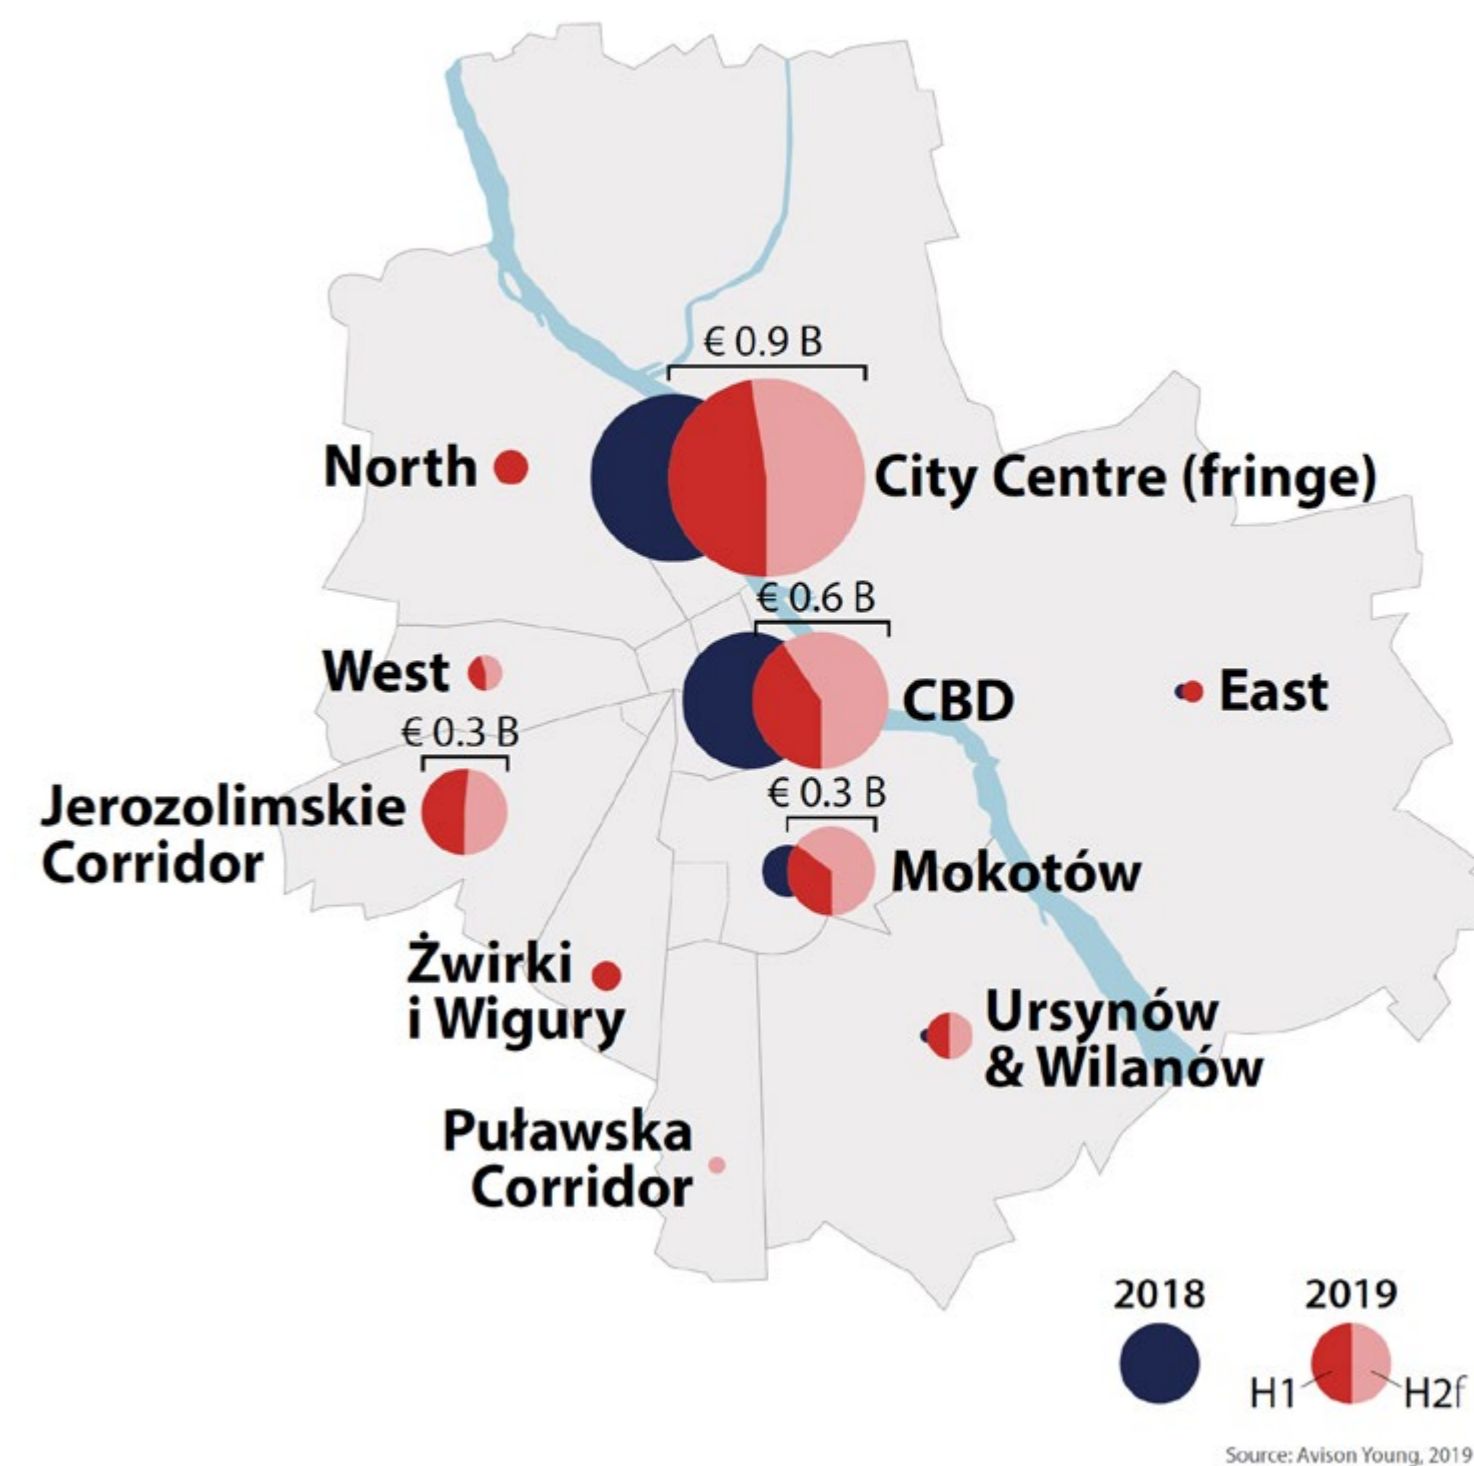 € 0.9 B
North
City Centre (fringe)
€ 0.6 B
West
CBD
East
€ 0.3 B
Jerozolimskie
Corridor
€ 0.3 B
Mokotów
Żwirki
i Wigury
Ursynów
& Wilanów
Puławska
Corridor
2018
2019
H1
H2f
Source: Avison Young, 2019